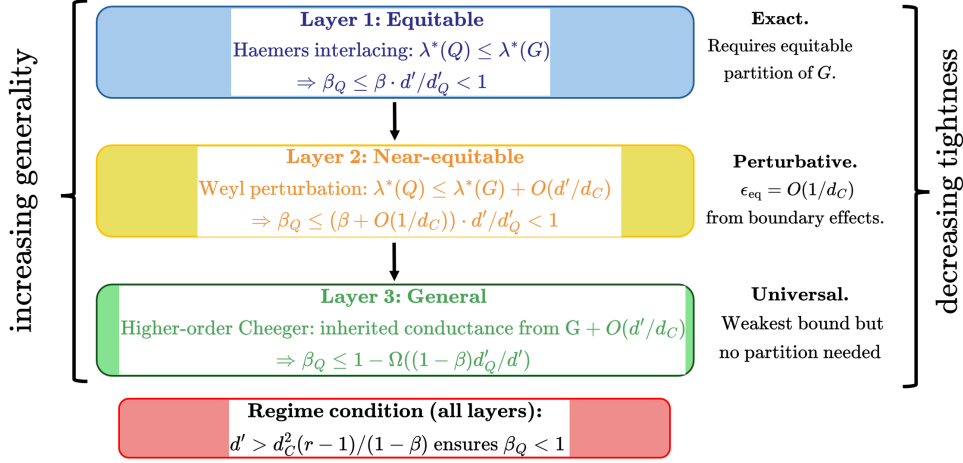 increasing generality
Layer 1: Equitable
Haemers interlacing: λ*(Q) ≤ λ*(G)
⇒ β_Q ≤ β · d′/d′_Q < 1
Exact.
Requires equitable
partition of G.
Layer 2: Near-equitable
Weyl perturbation: λ*(Q) ≤ λ*(G) + O(d′/d_C)
⇒ β_Q ≤ (β + O(1/d_C)) · d′/d′_Q < 1
Perturbative.
ϵ_eq = O(1/d_C)
from boundary effects.
Layer 3: General
Higher-order Cheeger: inherited conductance from G + O(d′/d_C)
⇒ β_Q ≤ 1 − Ω((1 − β)d′_Q/d′)
Universal.
Weakest bound but
no partition needed
decreasing tightness
Regime condition (all layers):
d′ > d_C^2(r − 1)/(1 − β) ensures β_Q < 1